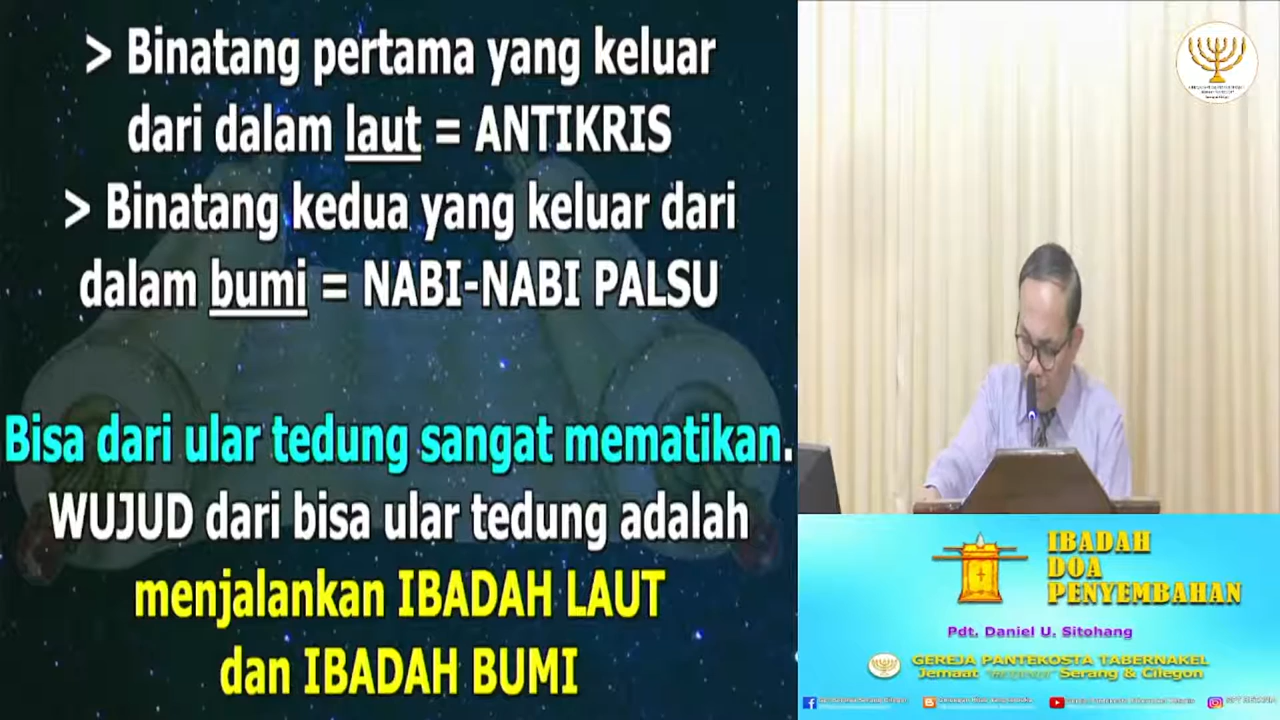 > Binatang pertama yang keluar
dari dalam laut = ANTIKRIS
> Binatang kedua yang keluar dari
dalam bumi = NABI-NABI PALSU
Bisa dari ular tedung sangat mematikan.
WUJUD dari bisa ular tedung adalah
menjalankan IBADAH LAUT
dan IBADAH BUMI
IBADAH
DOA
PENYEMBAHAN
Pdt. Daniel U. Sitohang
GEREJA PANTEKOSTA TABERNAKEL
Jemaat Serang & Cilegon